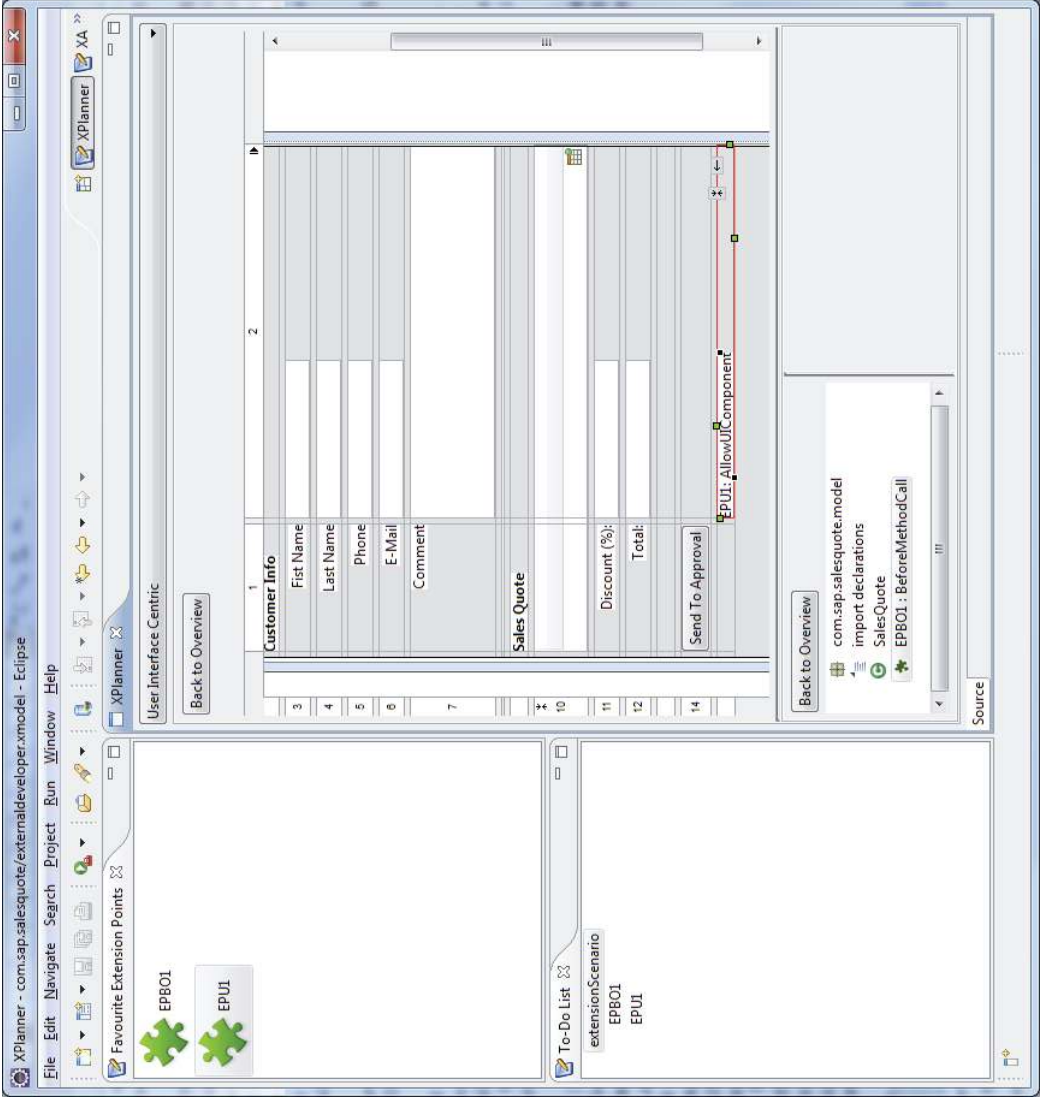 XPlanner - com.sap.salesquote/externaldeveloper.xmodel - Eclipse
File Edit Navigate Search Project Run Window Help
XPlanner XA »
Favourite Extension Points
EPBO1
EPU1
To-Do List
extensionScenario
EPBO1
EPU1
XPlanner
User Interface Centric
Back to Overview
1 2
Customer Info
3 Fist Name
4 Last Name
5 Phone
6 E-Mail
7 Comment
Sales Quote
10
11 Discount (%):
12 Total:
14 Send To Approval
EPU1: AllowUIComponent
Back to Overview
com.sap.salesquote.model
import declarations
SalesQuote
EPBO1 : BeforeMethodCall
Source